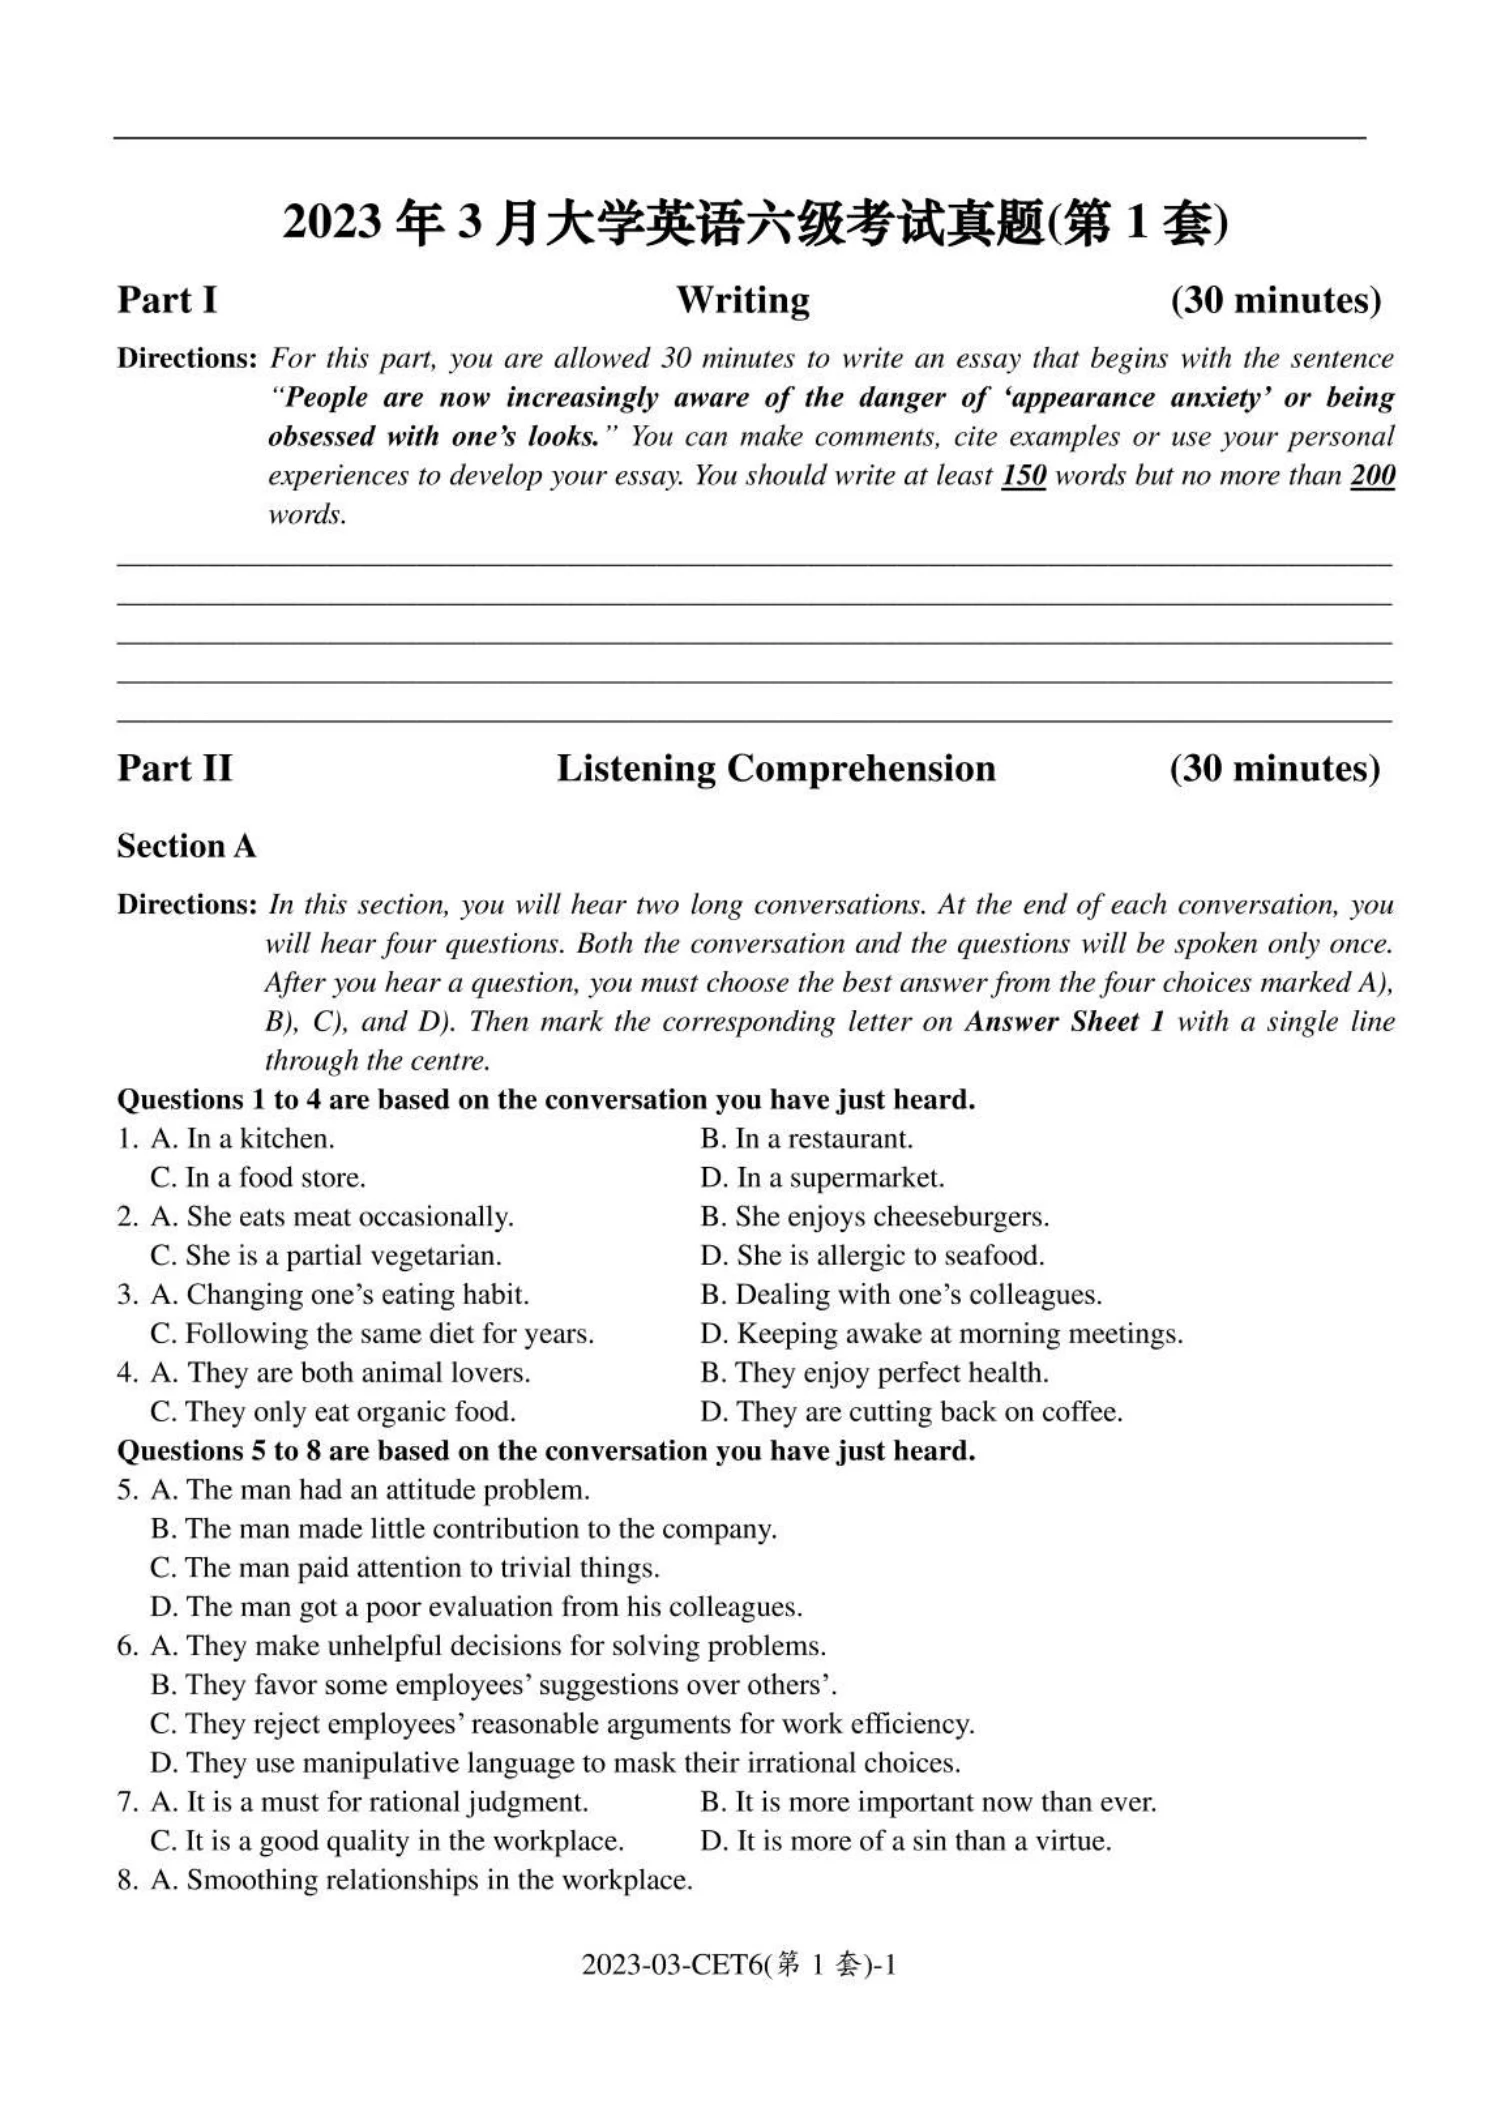 2023 年 3 月大学英语六级考试真题(第 1 套)
Part I Writing (30 minutes)
Directions: For this part, you are allowed 30 minutes to write an essay that begins with the sentence
“People are now increasingly aware of the danger of ‘appearance anxiety’ or being
obsessed with one’s looks.” You can make comments, cite examples or use your personal
experiences to develop your essay. You should write at least 150 words but no more than 200
words.
Part II Listening Comprehension (30 minutes)
Section A
Directions: In this section, you will hear two long conversations. At the end of each conversation, you
will hear four questions. Both the conversation and the questions will be spoken only once.
After you hear a question, you must choose the best answer from the four choices marked A),
B), C), and D). Then mark the corresponding letter on Answer Sheet 1 with a single line
through the centre.
Questions 1 to 4 are based on the conversation you have just heard.
1. A. In a kitchen. B. In a restaurant.
C. In a food store. D. In a supermarket.
2. A. She eats meat occasionally. B. She enjoys cheeseburgers.
C. She is a partial vegetarian. D. She is allergic to seafood.
3. A. Changing one’s eating habit. B. Dealing with one’s colleagues.
C. Following the same diet for years. D. Keeping awake at morning meetings.
4. A. They are both animal lovers. B. They enjoy perfect health.
C. They only eat organic food. D. They are cutting back on coffee.
Questions 5 to 8 are based on the conversation you have just heard.
5. A. The man had an attitude problem.
B. The man made little contribution to the company.
C. The man paid attention to trivial things.
D. The man got a poor evaluation from his colleagues.
6. A. They make unhelpful decisions for solving problems.
B. They favor some employees’ suggestions over others’.
C. They reject employees’ reasonable arguments for work efficiency.
D. They use manipulative language to mask their irrational choices.
7. A. It is a must for rational judgment. B. It is more important now than ever.
C. It is a good quality in the workplace. D. It is more of a sin than a virtue.
8. A. Smoothing relationships in the workplace.
2023-03-CET6(第 1 套)-1